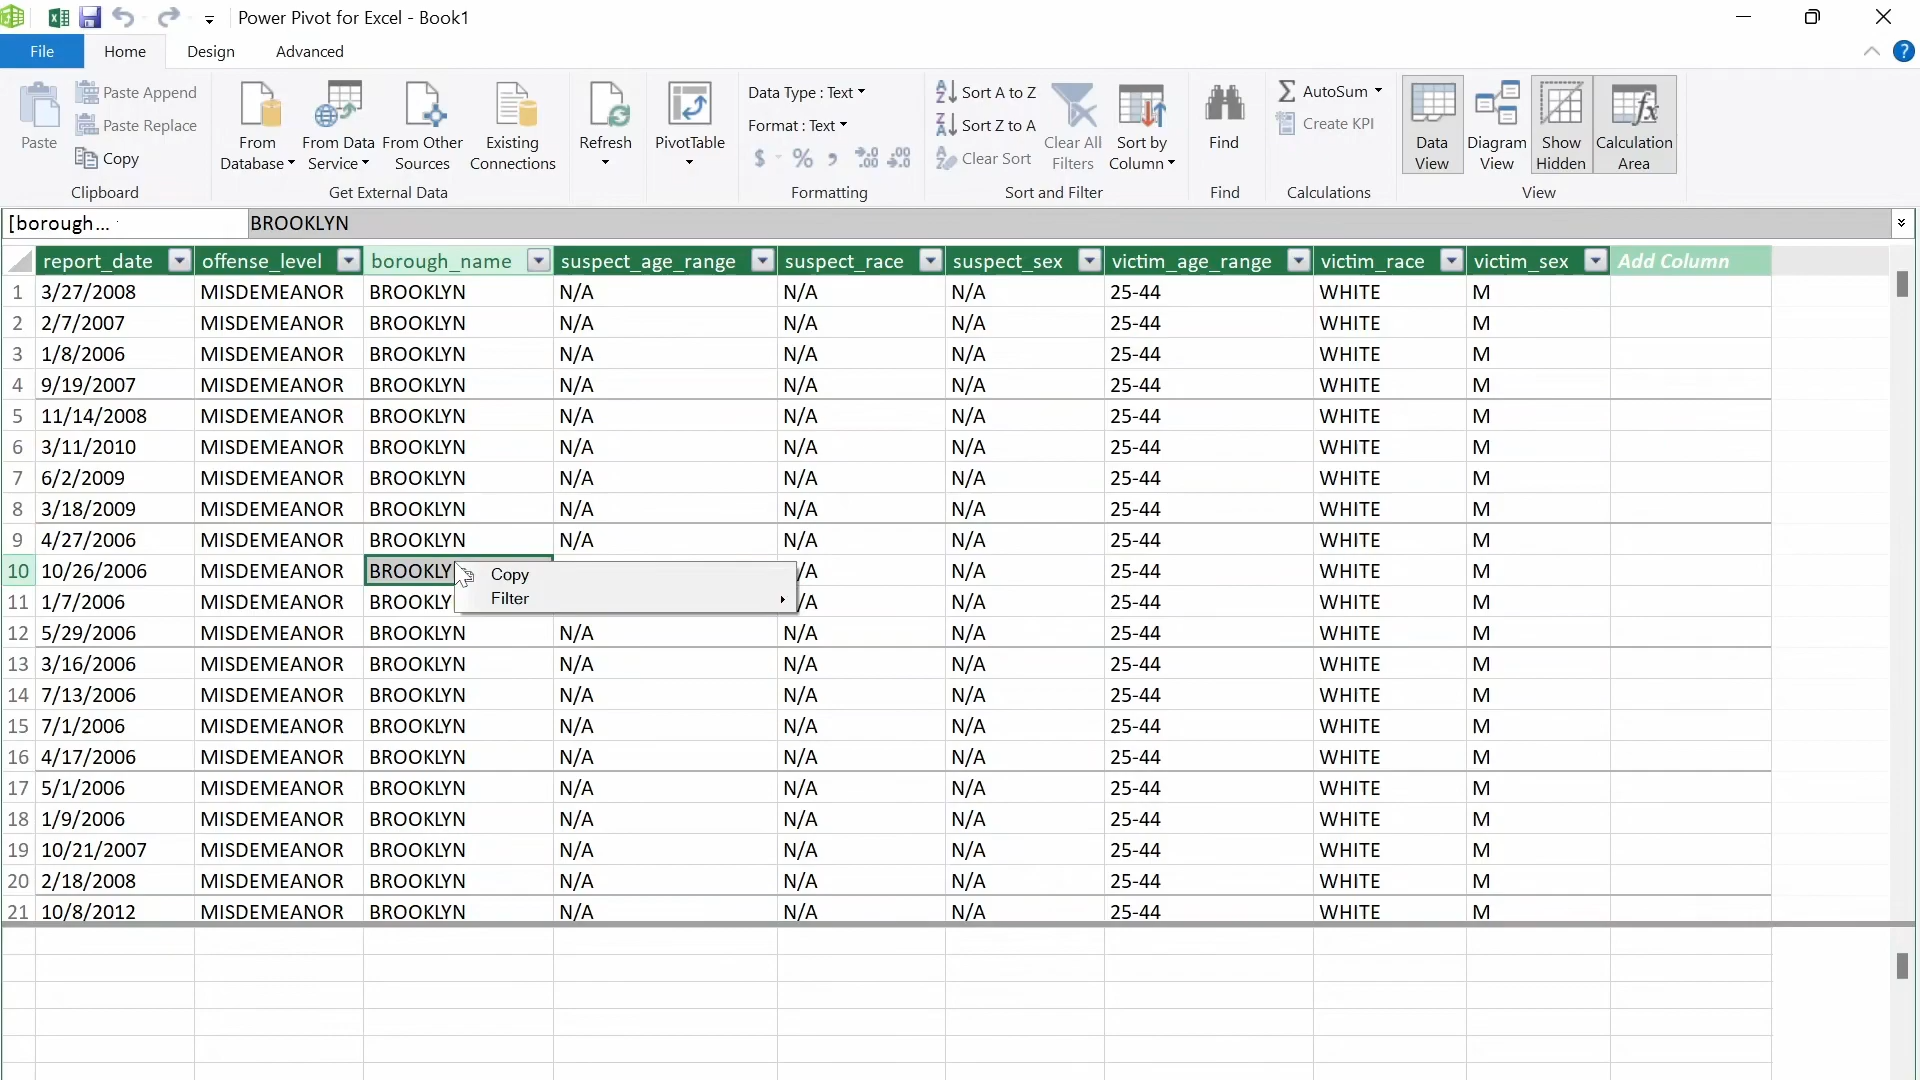 Power Pivot for Excel - Book1
File Home Design Advanced
Paste
Paste Append
Paste Replace
Copy
Clipboard
From Database
From Data Service
From Other Sources
Existing Connections
Get External Data
Refresh
PivotTable
Data Type : Text
Format : Text
$ % , .0 .00 .00 .0
Formatting
Sort A to Z
Sort Z to A
Clear Sort
Clear All Filters
Sort by Column
Sort and Filter
Find
Find
AutoSum
Create KPI
Calculations
Data View
Diagram View
Show Hidden
Calculation Area
View
[borough... BROOKLYN
report_date offense_level borough_name suspect_age_range suspect_race suspect_sex victim_age_range victim_race victim_sex Add Column
1 3/27/2008 MISDEMEANOR BROOKLYN N/A N/A N/A 25-44 WHITE M
2 2/7/2007 MISDEMEANOR BROOKLYN N/A N/A N/A 25-44 WHITE M
3 1/8/2006 MISDEMEANOR BROOKLYN N/A N/A N/A 25-44 WHITE M
4 9/19/2007 MISDEMEANOR BROOKLYN N/A N/A N/A 25-44 WHITE M
5 11/14/2008 MISDEMEANOR BROOKLYN N/A N/A N/A 25-44 WHITE M
6 3/11/2010 MISDEMEANOR BROOKLYN N/A N/A N/A 25-44 WHITE M
7 6/2/2009 MISDEMEANOR BROOKLYN N/A N/A N/A 25-44 WHITE M
8 3/18/2009 MISDEMEANOR BROOKLYN N/A N/A N/A 25-44 WHITE M
9 4/27/2006 MISDEMEANOR BROOKLYN N/A N/A N/A 25-44 WHITE M
10 10/26/2006 MISDEMEANOR BROOKLY Copy /A N/A 25-44 WHITE M
11 1/7/2006 MISDEMEANOR BROOKLY Filter /A N/A 25-44 WHITE M
12 5/29/2006 MISDEMEANOR BROOKLYN N/A N/A N/A 25-44 WHITE M
13 3/16/2006 MISDEMEANOR BROOKLYN N/A N/A N/A 25-44 WHITE M
14 7/13/2006 MISDEMEANOR BROOKLYN N/A N/A N/A 25-44 WHITE M
15 7/1/2006 MISDEMEANOR BROOKLYN N/A N/A N/A 25-44 WHITE M
16 4/17/2006 MISDEMEANOR BROOKLYN N/A N/A N/A 25-44 WHITE M
17 5/1/2006 MISDEMEANOR BROOKLYN N/A N/A N/A 25-44 WHITE M
18 1/9/2006 MISDEMEANOR BROOKLYN N/A N/A N/A 25-44 WHITE M
19 10/21/2007 MISDEMEANOR BROOKLYN N/A N/A N/A 25-44 WHITE M
20 2/18/2008 MISDEMEANOR BROOKLYN N/A N/A N/A 25-44 WHITE M
21 10/8/2012 MISDEMEANOR BROOKLYN N/A N/A N/A 25-44 WHITE M